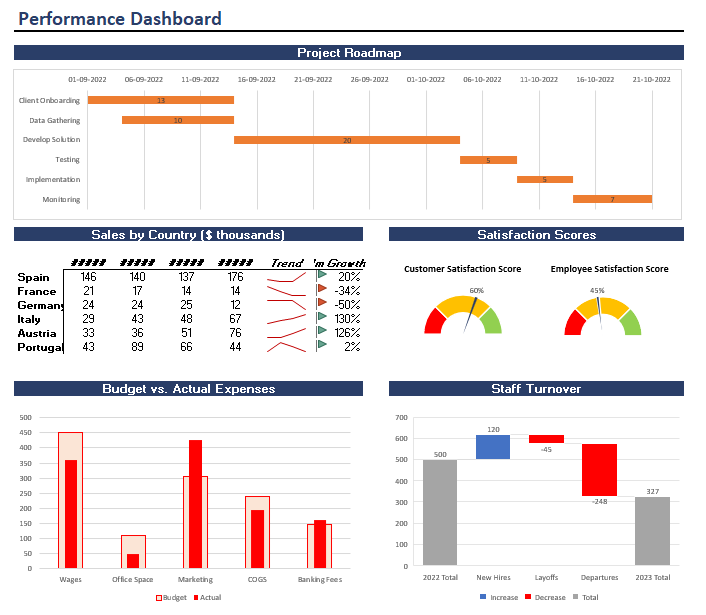 Performance Dashboard
Project Roadmap
01-09-2022 06-09-2022 11-09-2022 16-09-2022 21-09-2022 26-09-2022 01-10-2022 06-10-2022 11-10-2022 16-10-2022 21-10-2022
Client Onboarding 13
Data Gathering 10
Develop Solution 20
Testing 5
Implementation 5
Monitoring 7
Sales by Country ($ thousands)
##### ##### ##### ##### Trend 'm Growth
Spain 146 140 137 176 20%
France 21 17 14 14 -34%
Germany 24 24 25 12 -50%
Italy 29 43 48 67 130%
Austria 33 36 51 76 126%
Portugal 43 89 66 44 2%
Satisfaction Scores
Customer Satisfaction Score
60%
Employee Satisfaction Score
45%
Budget vs. Actual Expenses
500
450
400
350
300
250
200
150
100
50
0
Wages Office Space Marketing COGS Banking Fees
Budget Actual
Staff Turnover
700
600
500
400
300
200
100
0
500
120
-45
-248
327
2022 Total New Hires Layoffs Departures 2023 Total
Increase Decrease Total